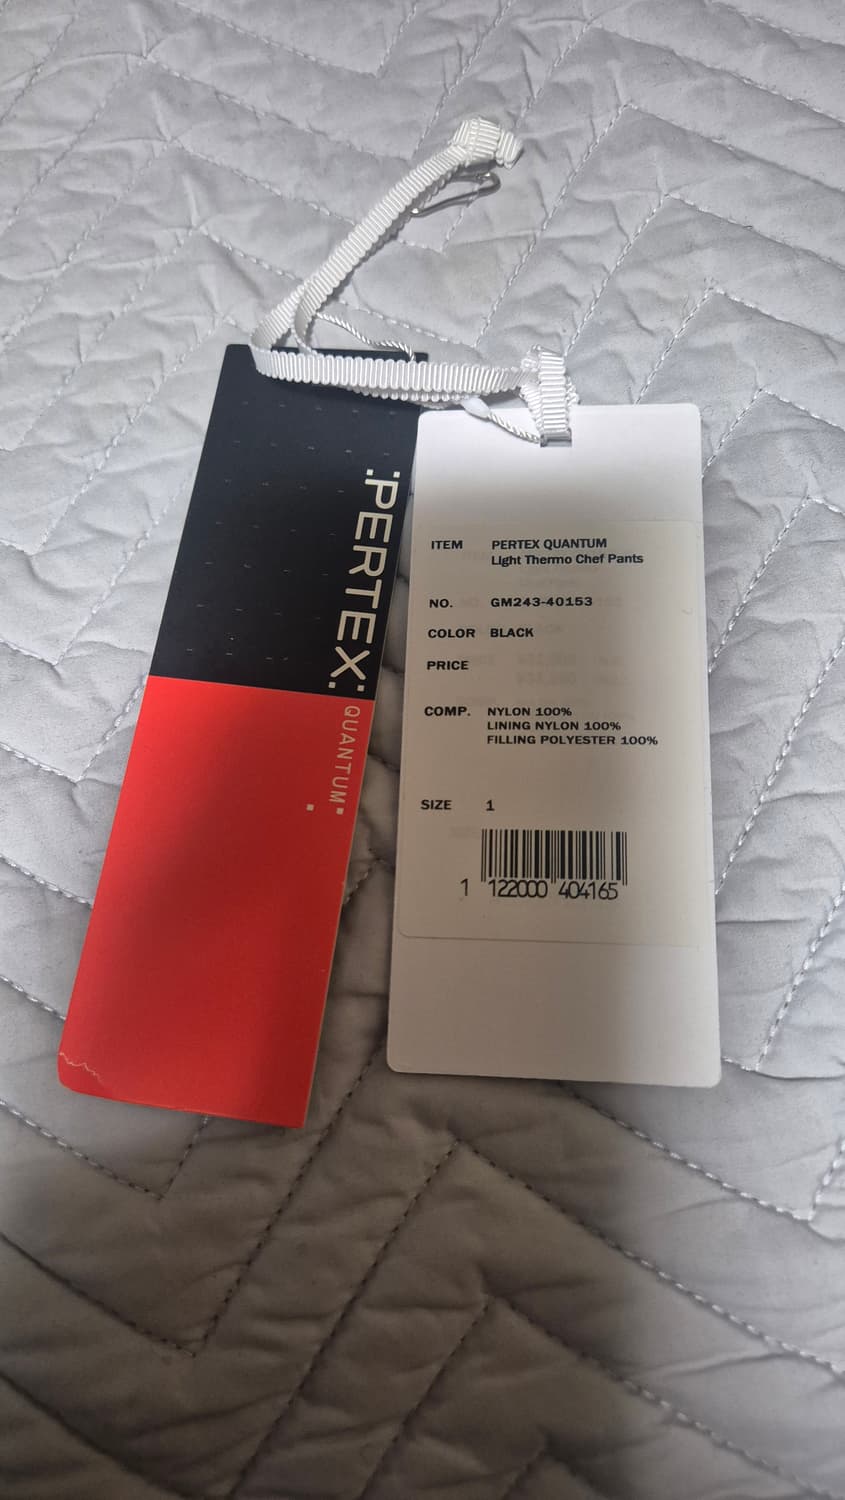 PERTEX
QUANTUM
ITEM PERTEX QUANTUM
Light Thermo Chef Pants
NO. GM243-40153
COLOR BLACK
PRICE
COMP. NYLON 100%
LINING NYLON 100%
FILLING POLYESTER 100%
SIZE 1
1 122000 404165